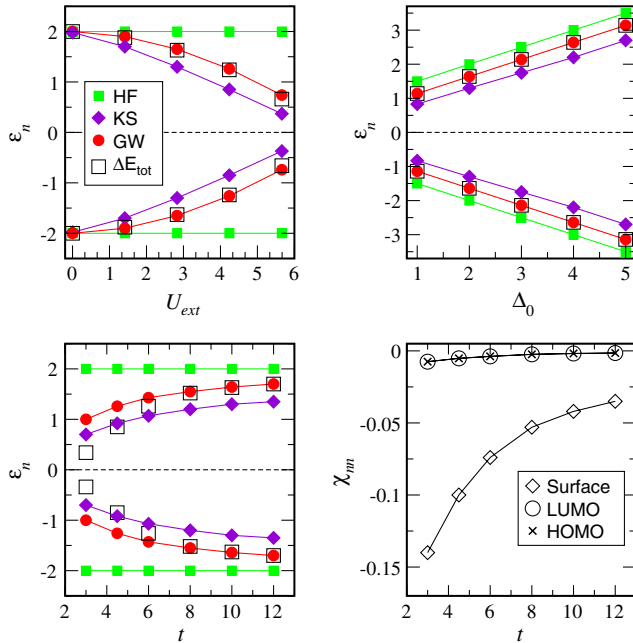 2
1
0
-1
-2
ε_n
HF
KS
GW
ΔE_tot
0 1 2 3 4 5 6
U_ext
3
2
1
0
-1
-2
-3
ε_n
1 2 3 4 5
Δ_0
2
1
0
-1
-2
ε_n
2 4 6 8 10 12
t
0
-0.05
-0.1
-0.15
χ_nn
Surface
LUMO
HOMO
2 4 6 8 10 12
t